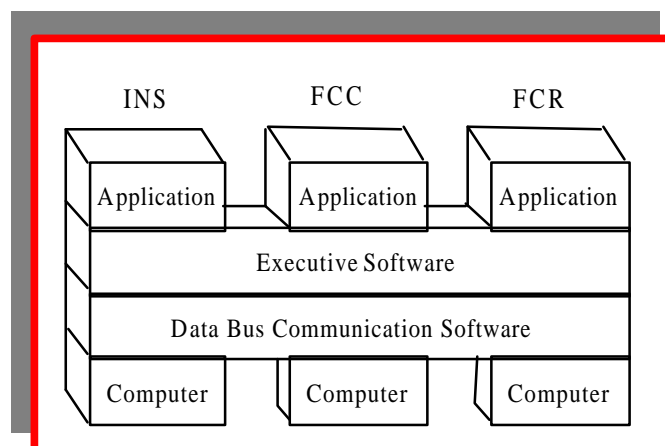 INS FCC FCR
Application Application Application
Executive Software
Data Bus Communication Software
Computer Computer Computer